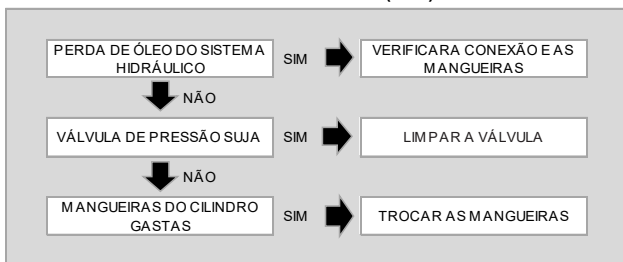 PERDA DE ÓLEO DO SISTEMA
HIDRÁULICO
SIM
VERIFICARA CONEXÃO E AS
MANGUEIRAS
NÃO
VÁLVULA DE PRESSÃO SUJA
SIM
LIMPAR A VÁLVULA
NÃO
MANGUEIRAS DO CILINDRO
GASTAS
SIM
TROCAR AS MANGUEIRAS